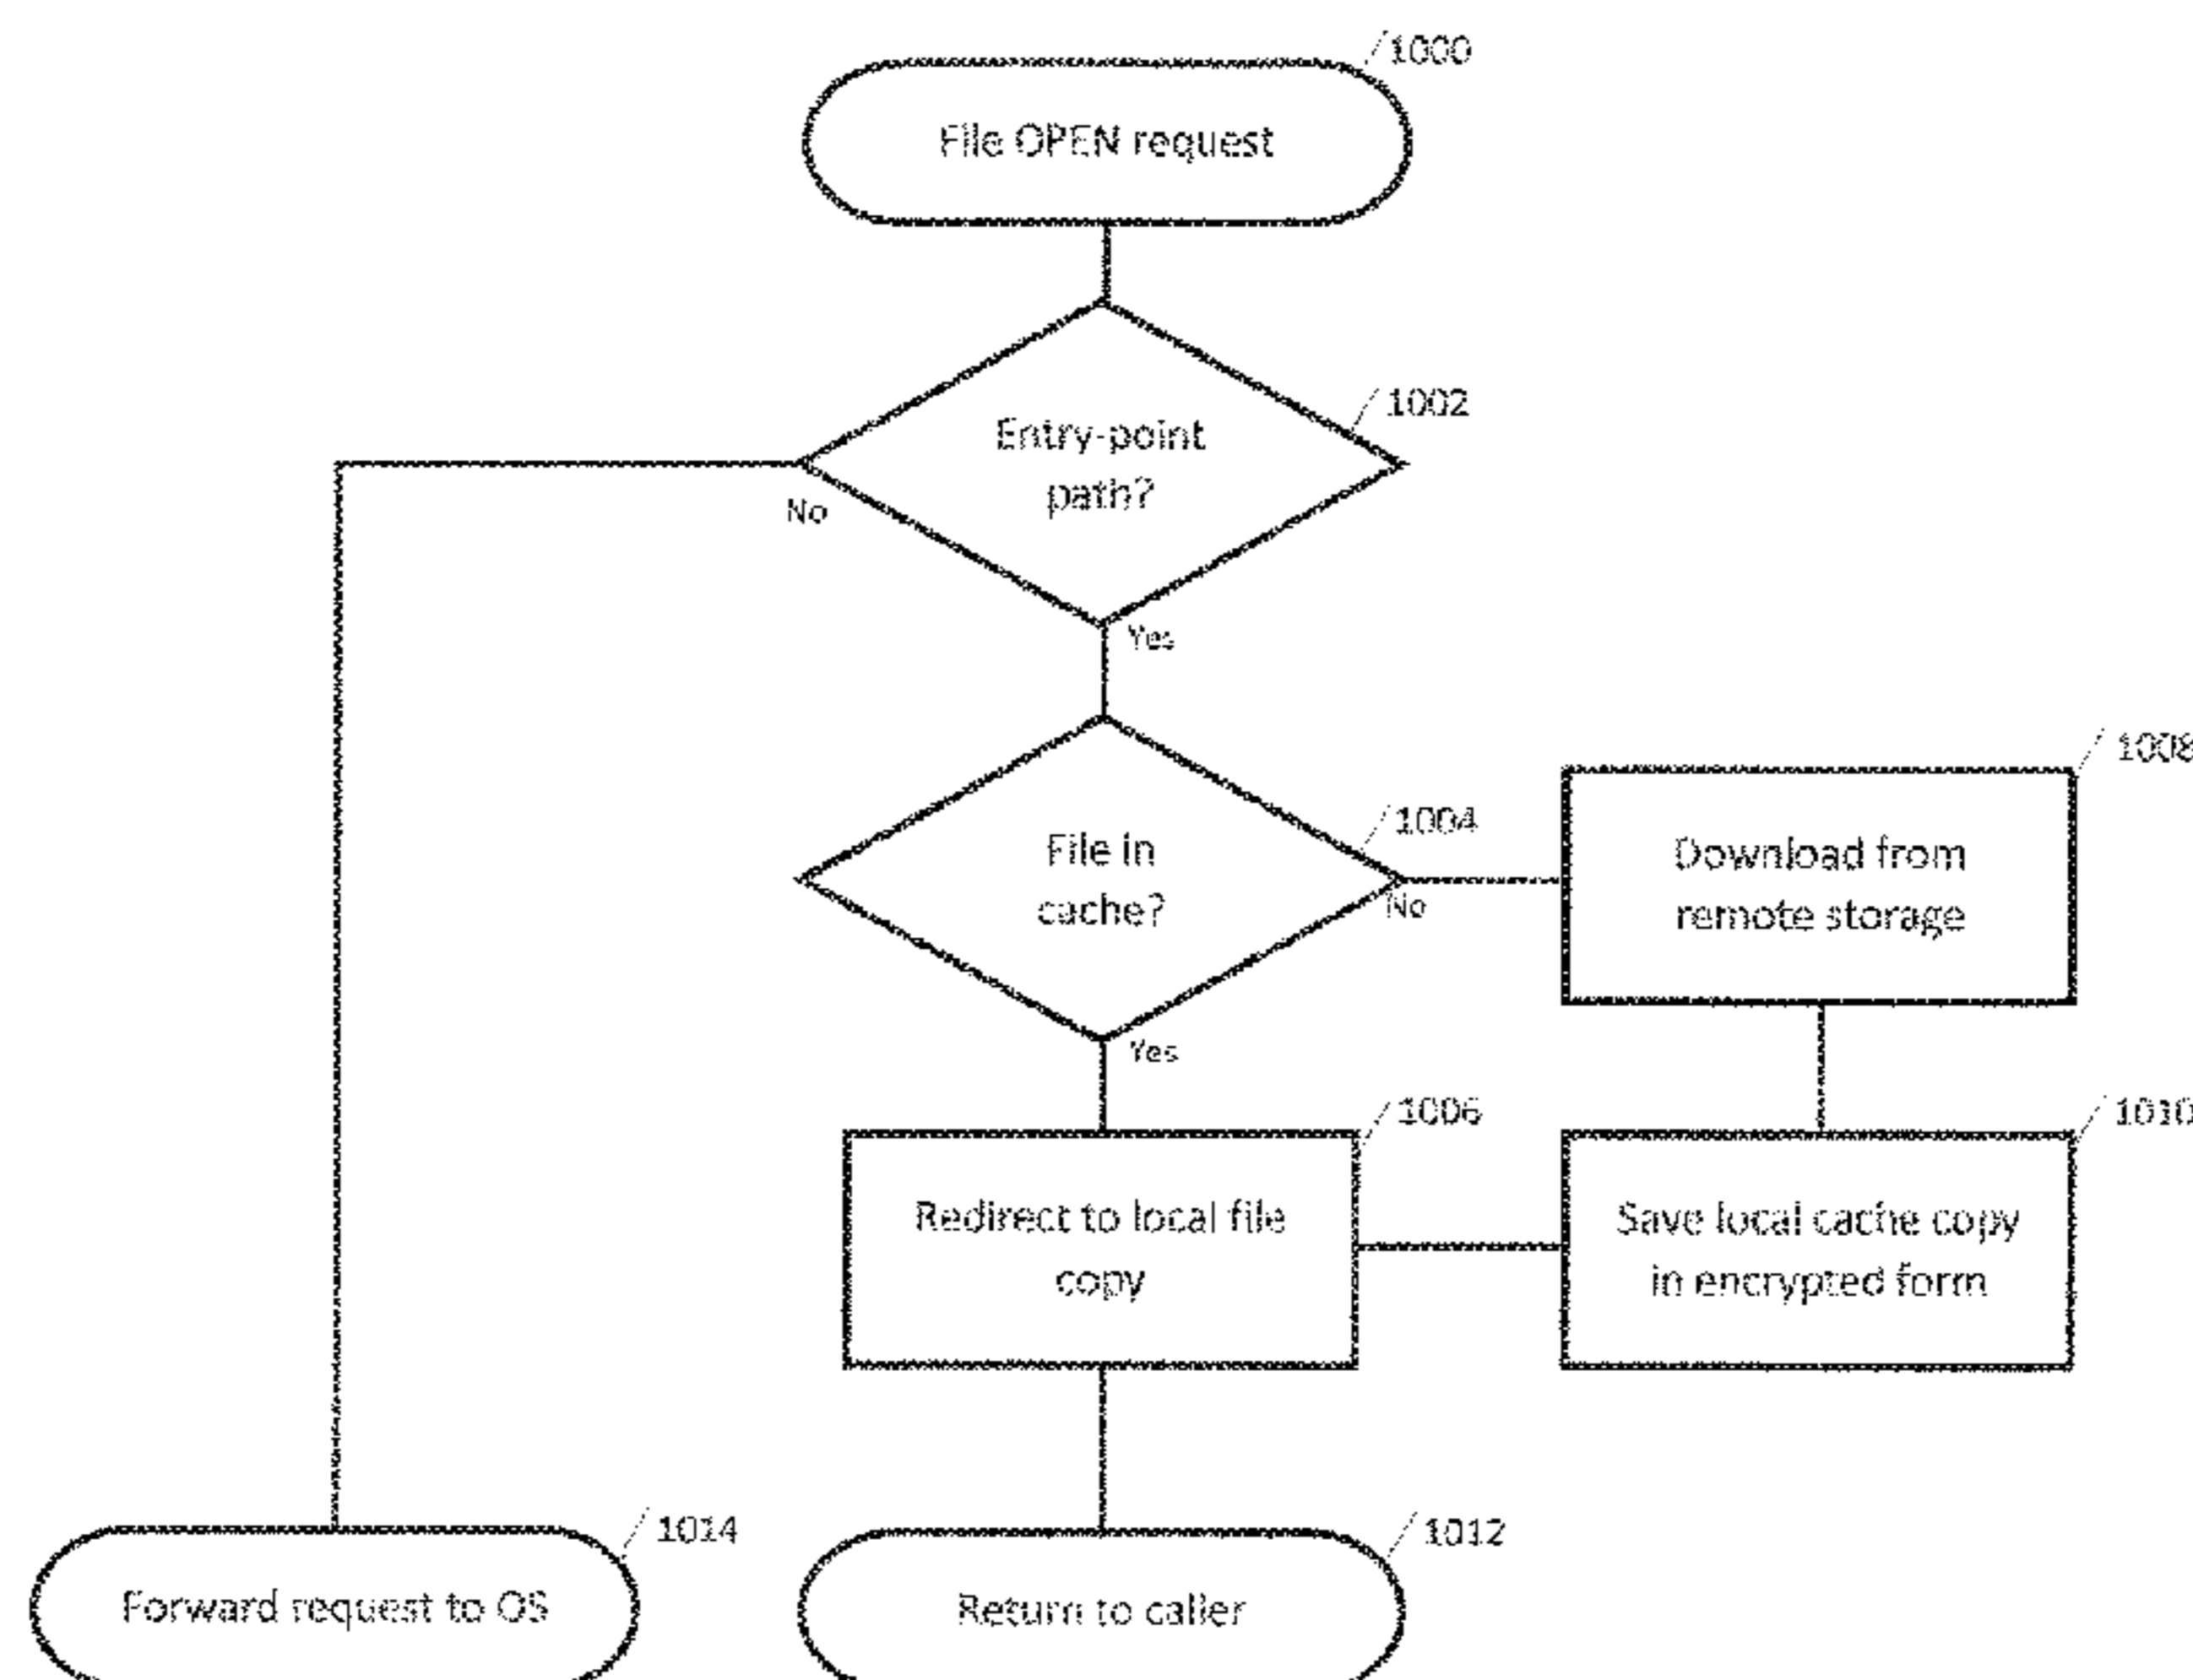 1000
File OPEN request
1002
Entry-point
path?
No
Yes
1008
1004
File in
cache?
No
Download from
remote storage
Yes
1006
1010
Redirect to local file
copy
Save local cache copy
in encrypted form
1014
1012
Forward request to OS
Return to caller